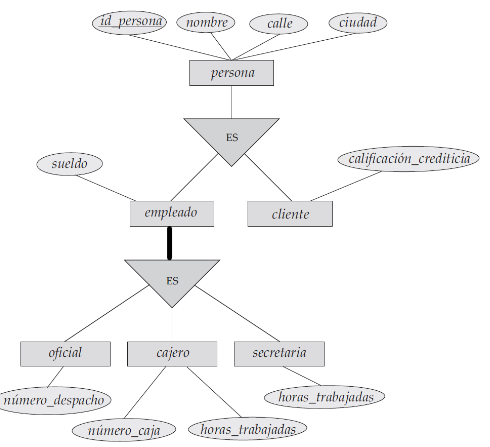 id_persona nombre calle ciudad
persona
ES
sueldo calificación_crediticia
empleado cliente
ES
oficial cajero secretaria
número_despacho horas_trabajadas
número_caja horas_trabajadas